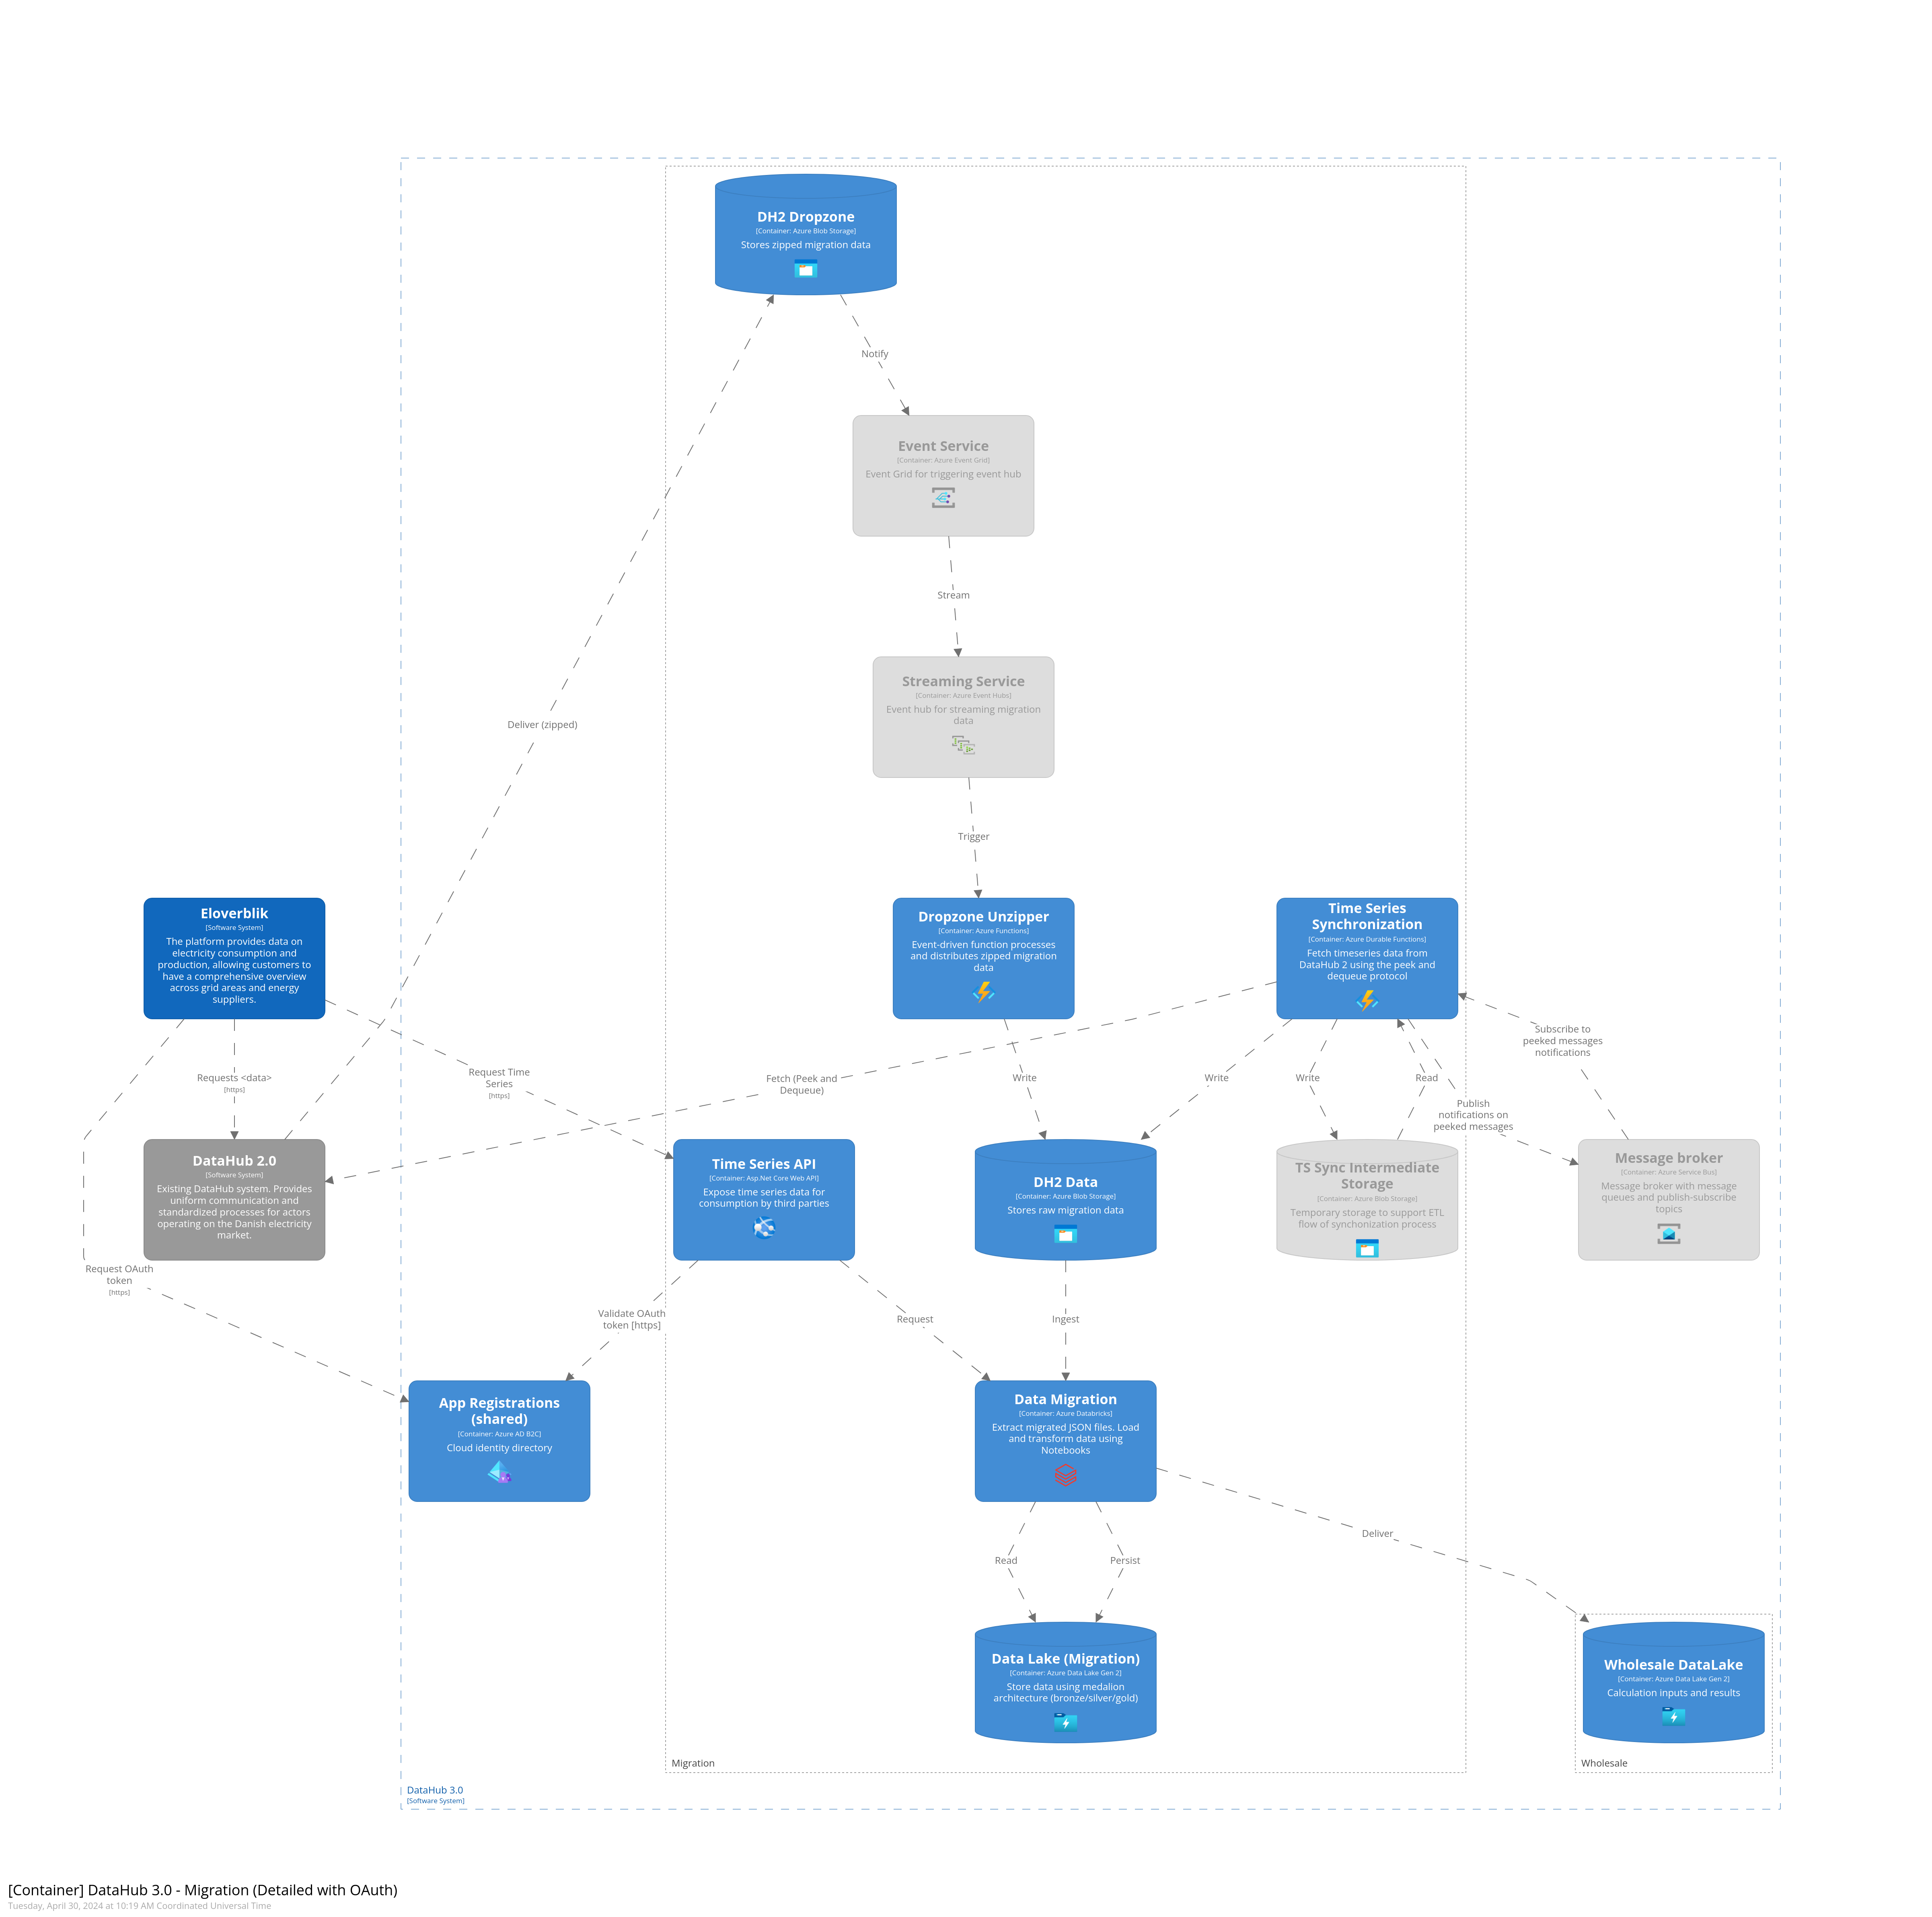 DH2 Dropzone
[Container: Azure Blob Storage]
Stores zipped migration data
Notify
Event Service
[Container: Azure Event Grid]
Event Grid for triggering event hub
Stream
Streaming Service
[Container: Azure Event Hubs]
Event hub for streaming migration
data
Deliver (zipped)
Trigger
Eloverblik
[Software System]
The platform provides data on
electricity consumption and
production, allowing customers to
have a comprehensive overview
across grid areas and energy
suppliers.
Dropzone Unzipper
[Container: Azure Functions]
Event-driven function processes
and distributes zipped migration
data
Time Series
Synchronization
[Container: Azure Durable Functions]
Fetch timeseries data from
DataHub 2 using the peek and
dequeue protocol
Subscribe to
peeked messages
notifications
Requests <data>
[https]
Request Time
Series
[https]
Fetch (Peek and
Dequeue)
Write
Write
Write
Read
Publish
notifications on
peeked messages
DataHub 2.0
[Software System]
Existing DataHub system. Provides
uniform communication and
standardized processes for actors
operating on the Danish electricity
market.
Time Series API
[Container: Asp.Net Core Web API]
Expose time series data for
consumption by third parties
DH2 Data
[Container: Azure Blob Storage]
Stores raw migration data
TS Sync Intermediate
Storage
[Container: Azure Blob Storage]
Temporary storage to support ETL
flow of synchonization process
Message broker
[Container: Azure Service Bus]
Message broker with message
queues and publish-subscribe
topics
Request OAuth
token
[https]
Validate OAuth
token [https]
Request
Ingest
App Registrations
(shared)
[Container: Azure AD B2C]
Cloud identity directory
Data Migration
[Container: Azure Databricks]
Extract migrated JSON files. Load
and transform data using
Notebooks
Deliver
Read
Persist
Data Lake (Migration)
[Container: Azure Data Lake Gen 2]
Store data using medalion
architecture (bronze/silver/gold)
Wholesale DataLake
[Container: Azure Data Lake Gen 2]
Calculation inputs and results
Migration
Wholesale
DataHub 3.0
[Software System]
[Container] DataHub 3.0 - Migration (Detailed with OAuth)
Tuesday, April 30, 2024 at 10:19 AM Coordinated Universal Time